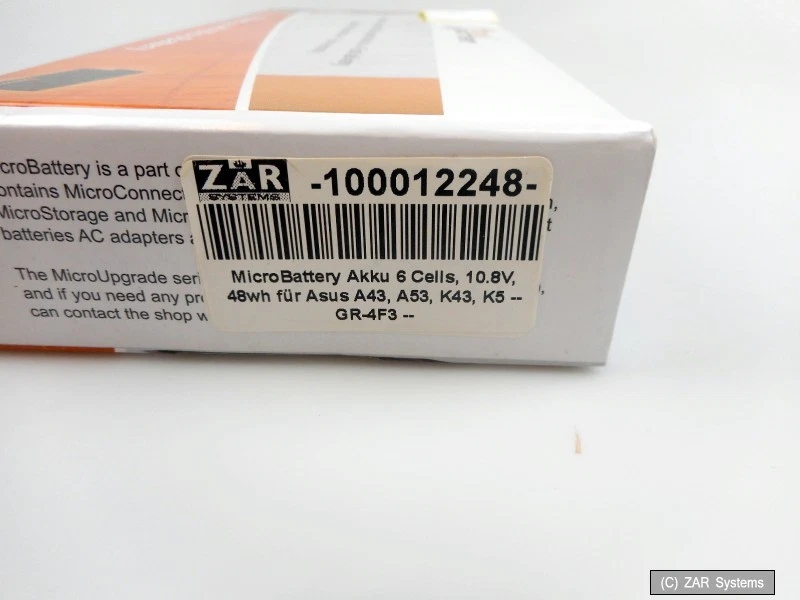 croBattery is a part
ontains MicroConnec
MicroStorage and Micr
batteries AC adapters
The MicroUpgrade seri
and if you need any pr
can contact the shop w
ZAR
SYSTEMS
-100012248-
MicroBattery Akku 6 Cells, 10.8V,
48wh für Asus A43, A53, K43, K5 --
GR-4F3 --
(C) ZAR Systems